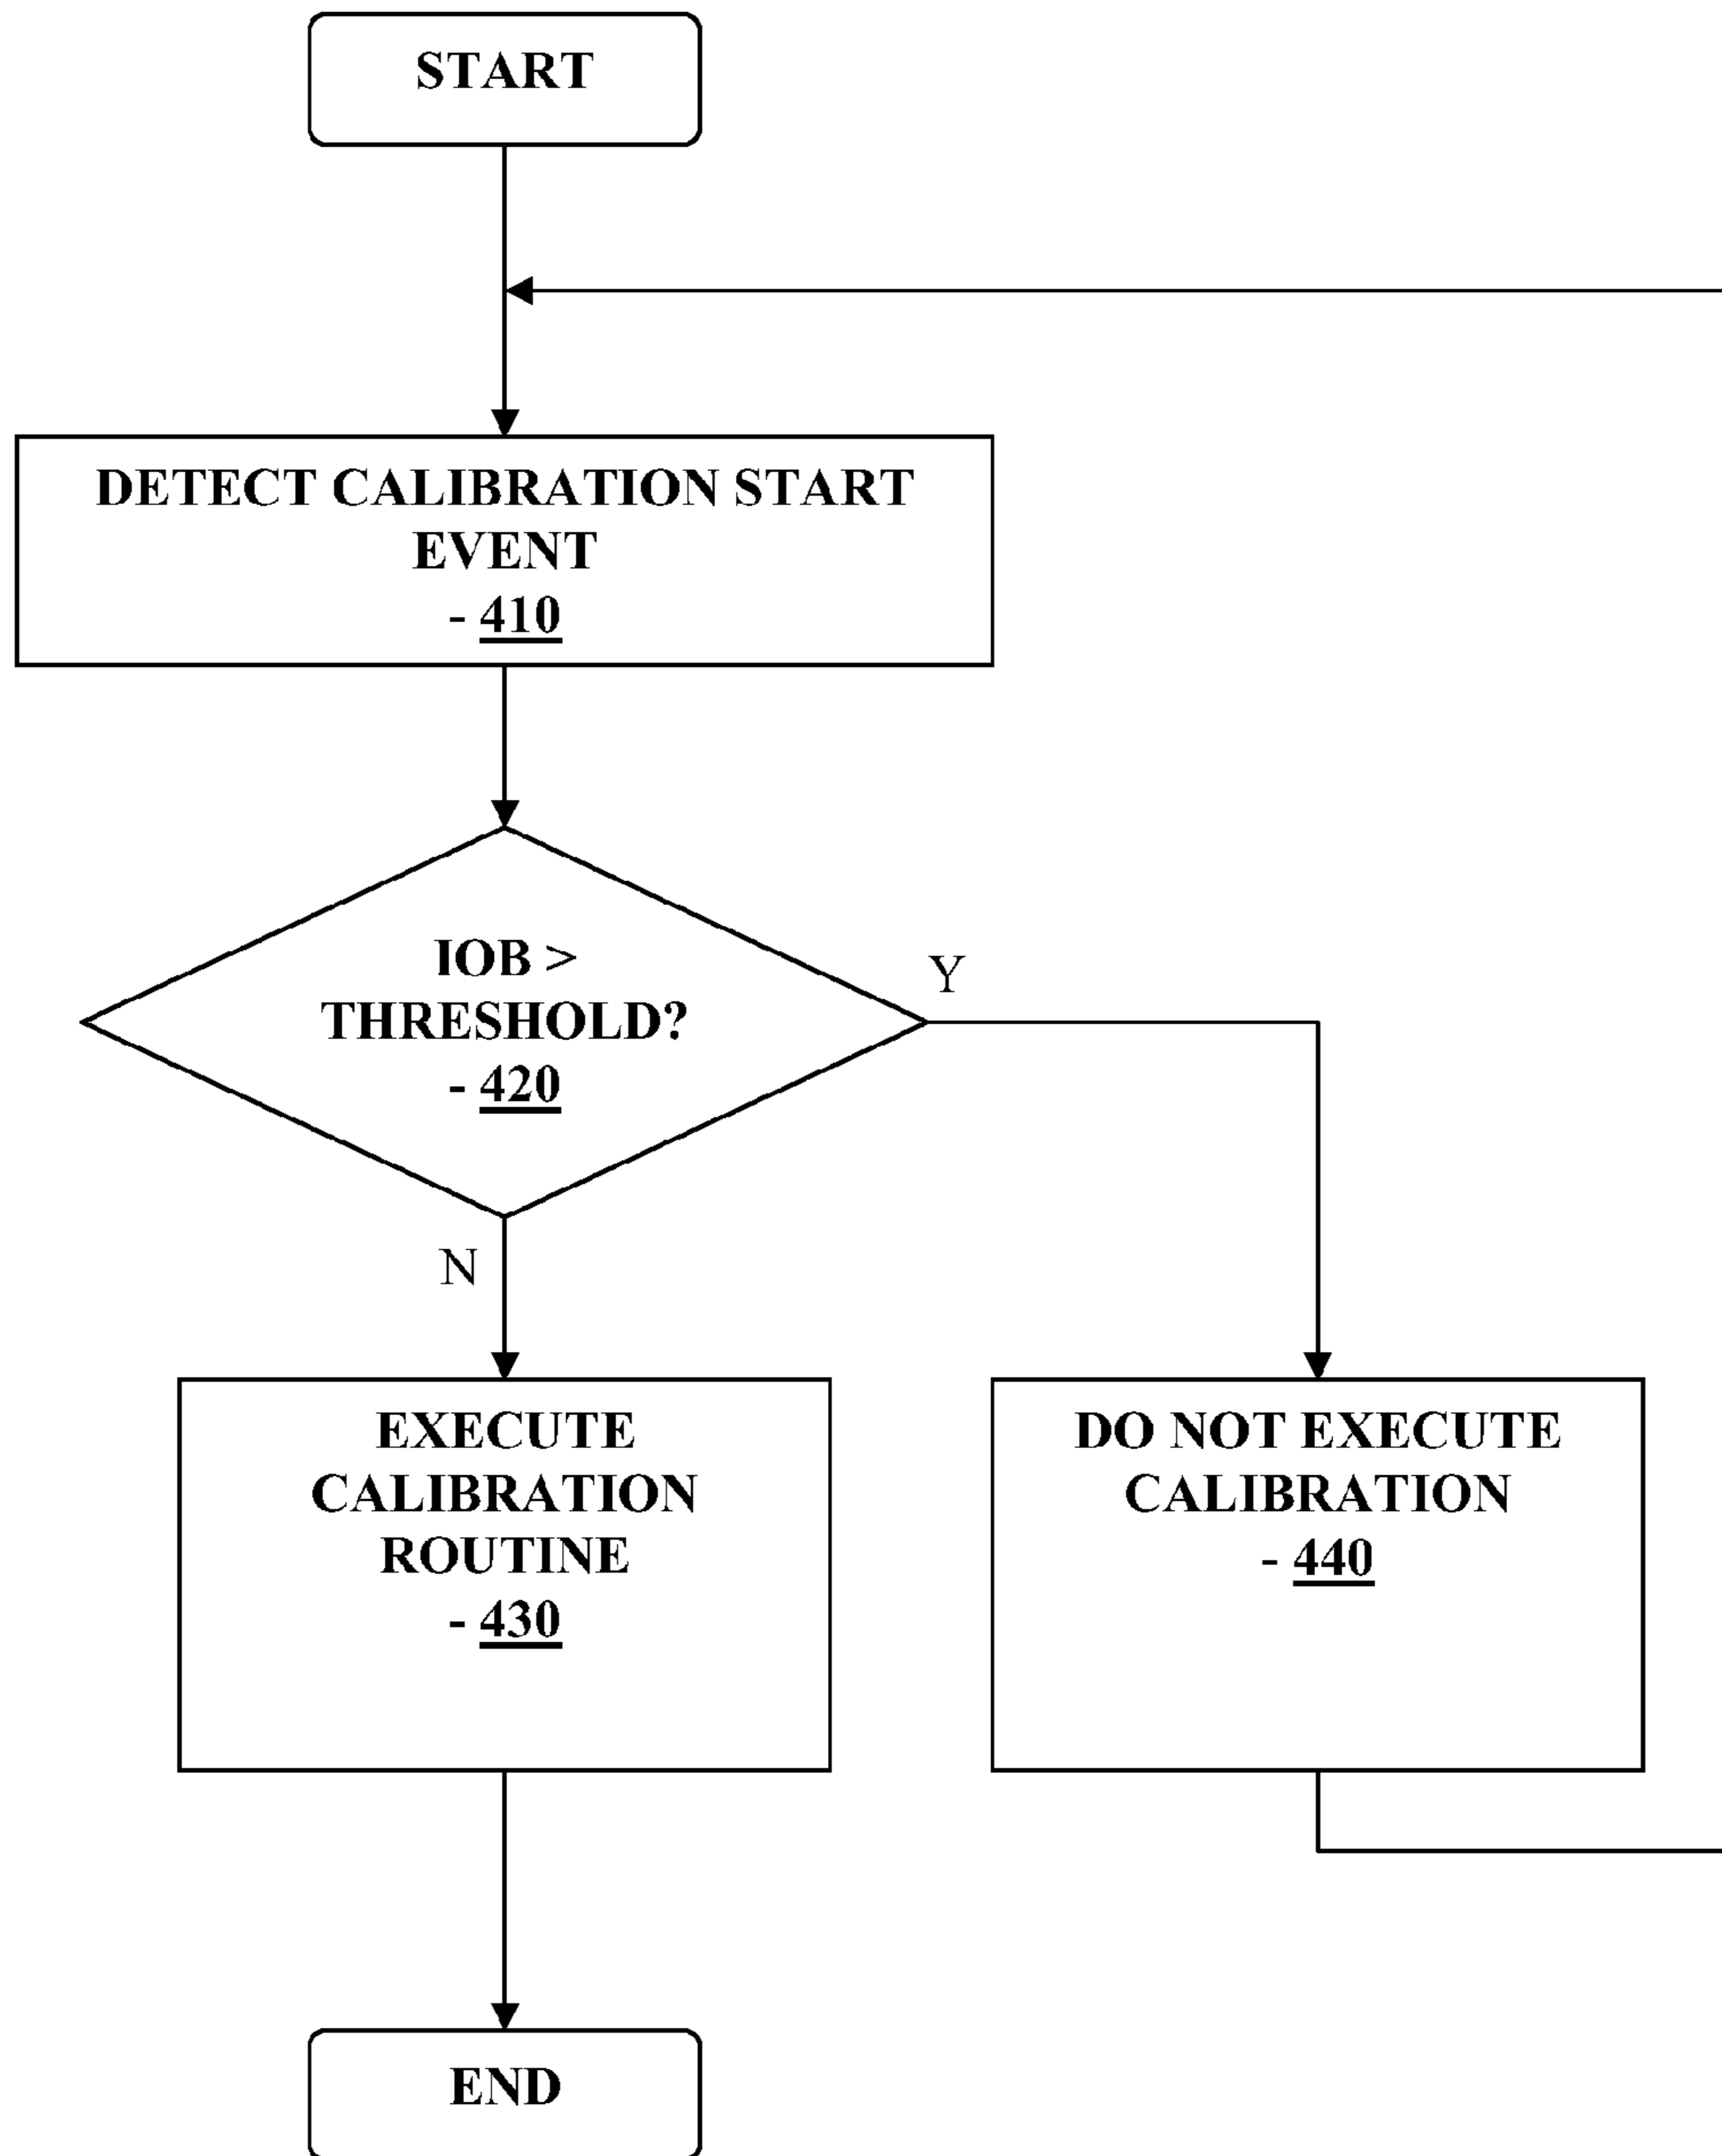 START
DETECT CALIBRATION START
EVENT
- 410
IOB >
THRESHOLD?
- 420
Y
N
EXECUTE
CALIBRATION
ROUTINE
- 430
DO NOT EXECUTE
CALIBRATION
- 440
END